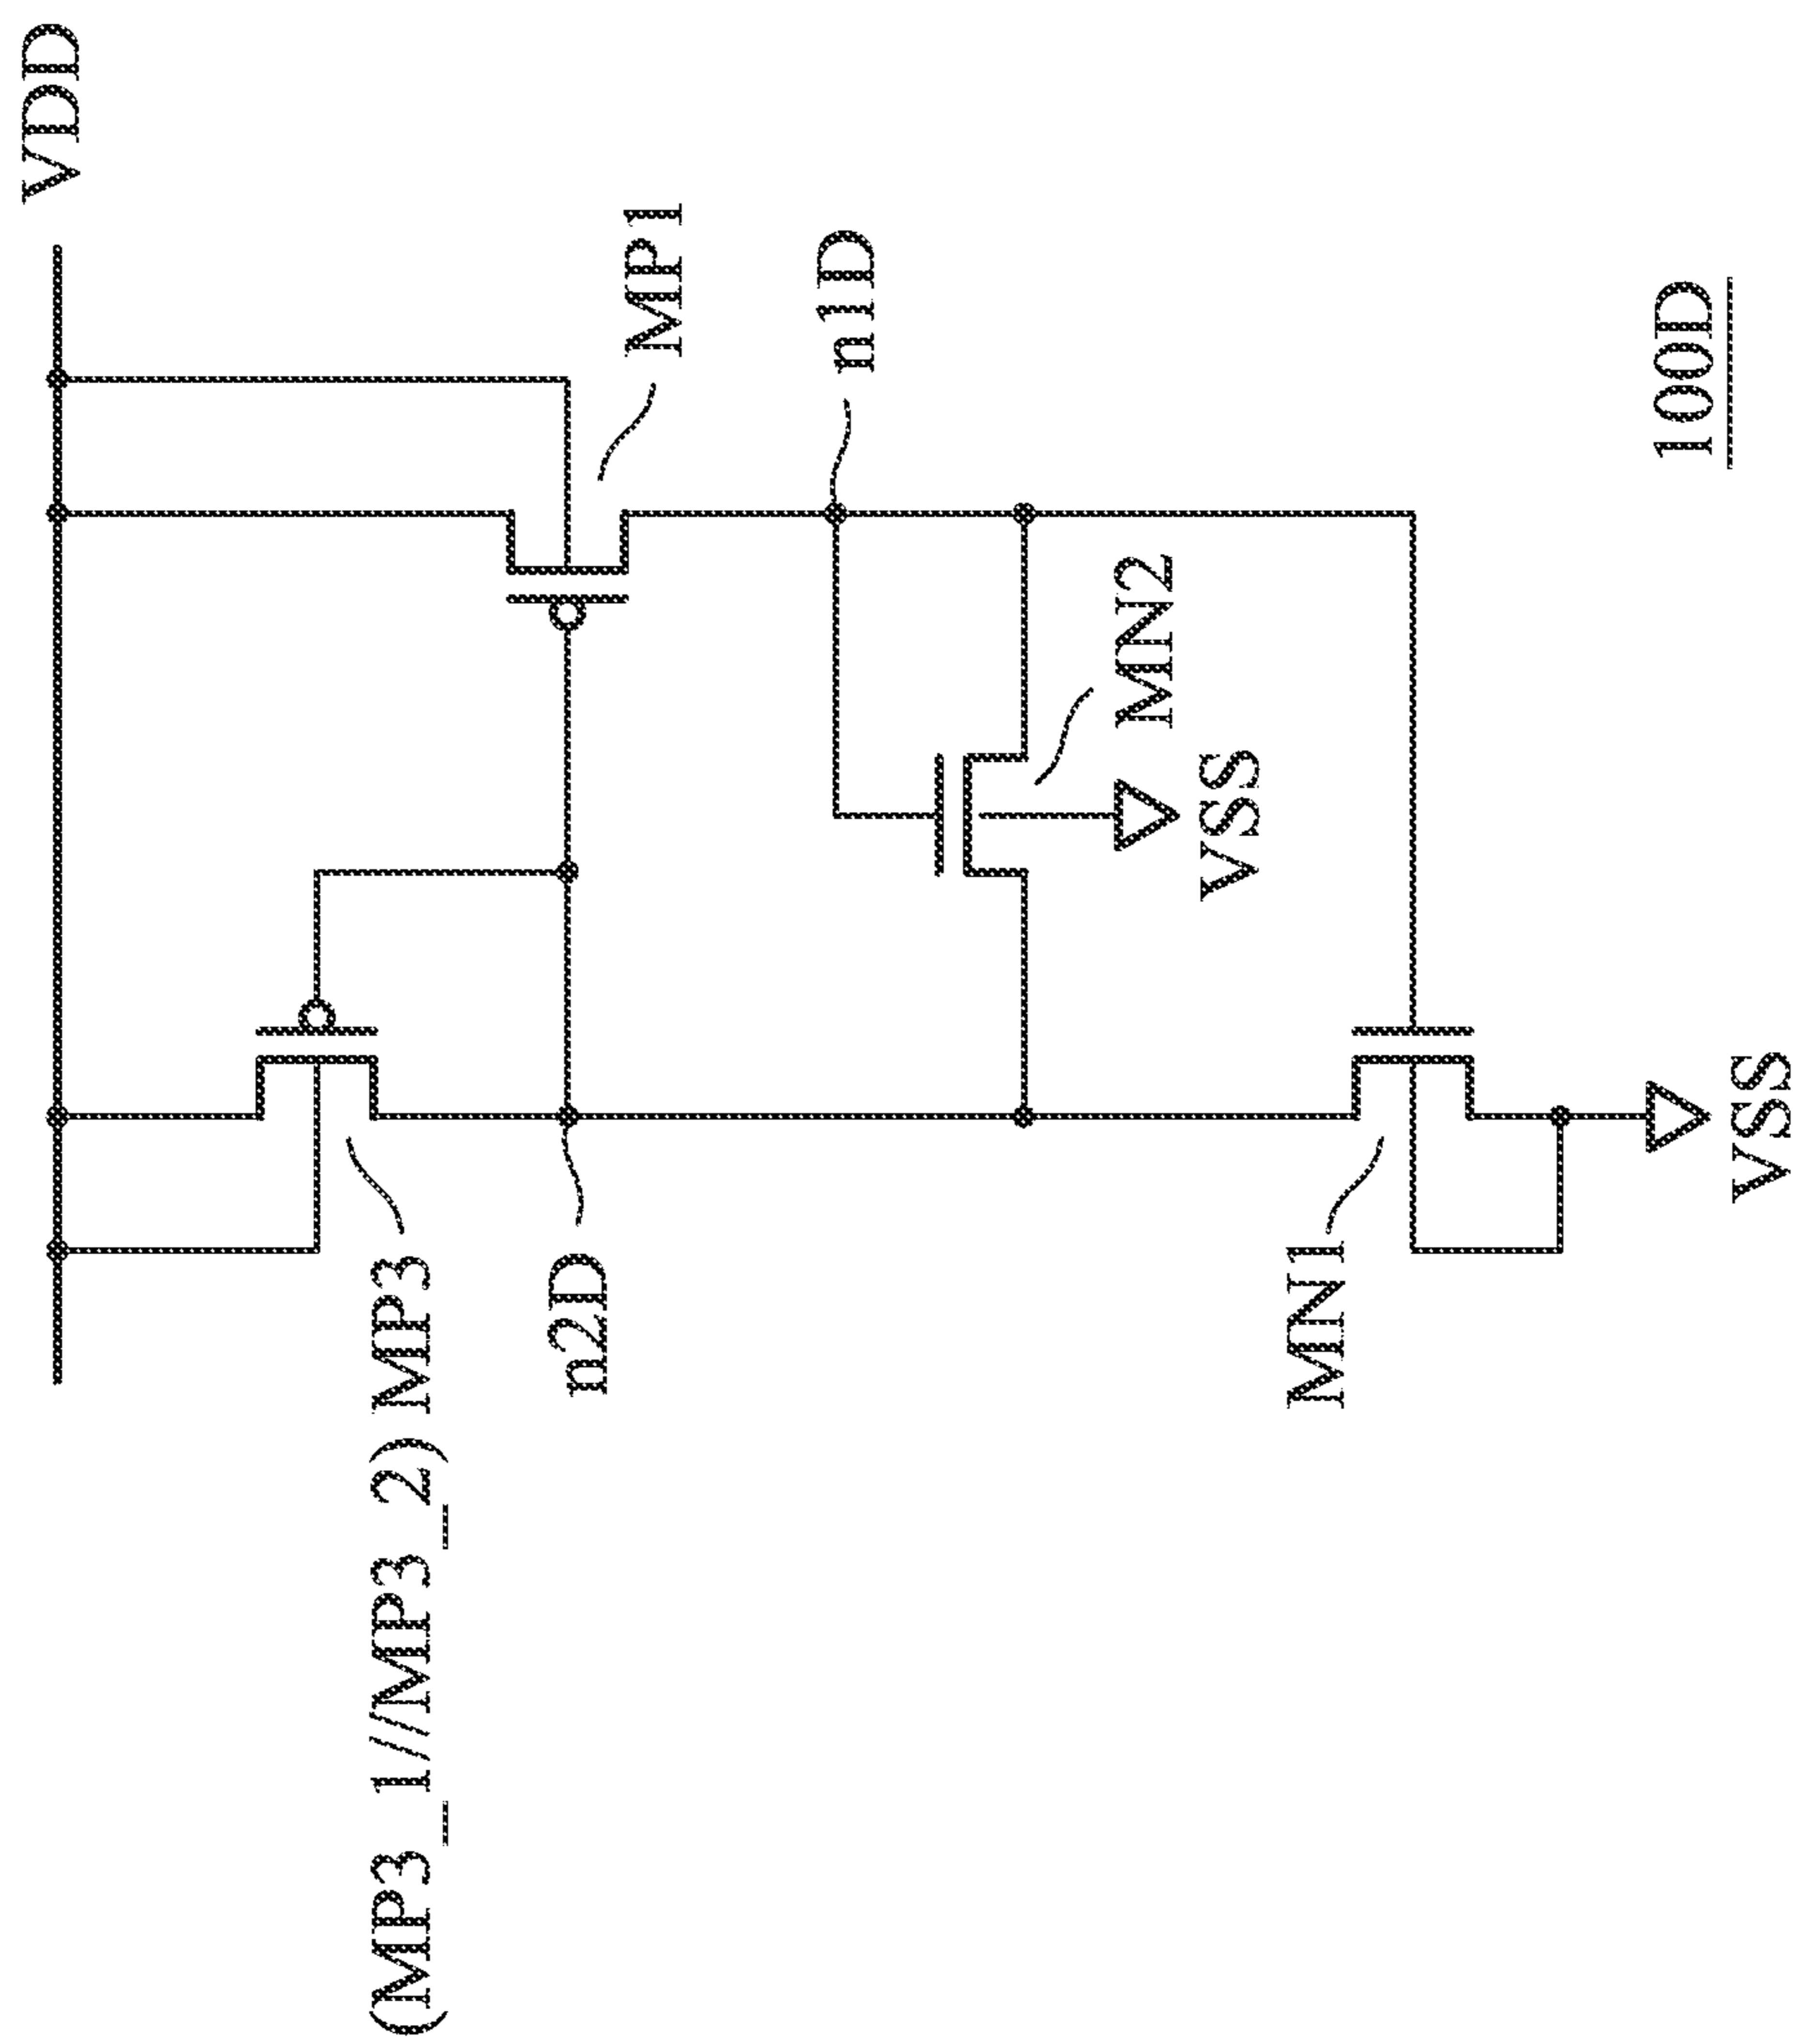 VDD
(MP3_1//MP3_2) MP3
MP1
n2D
n1D
MN2
VSS
MN1
VSS
100D